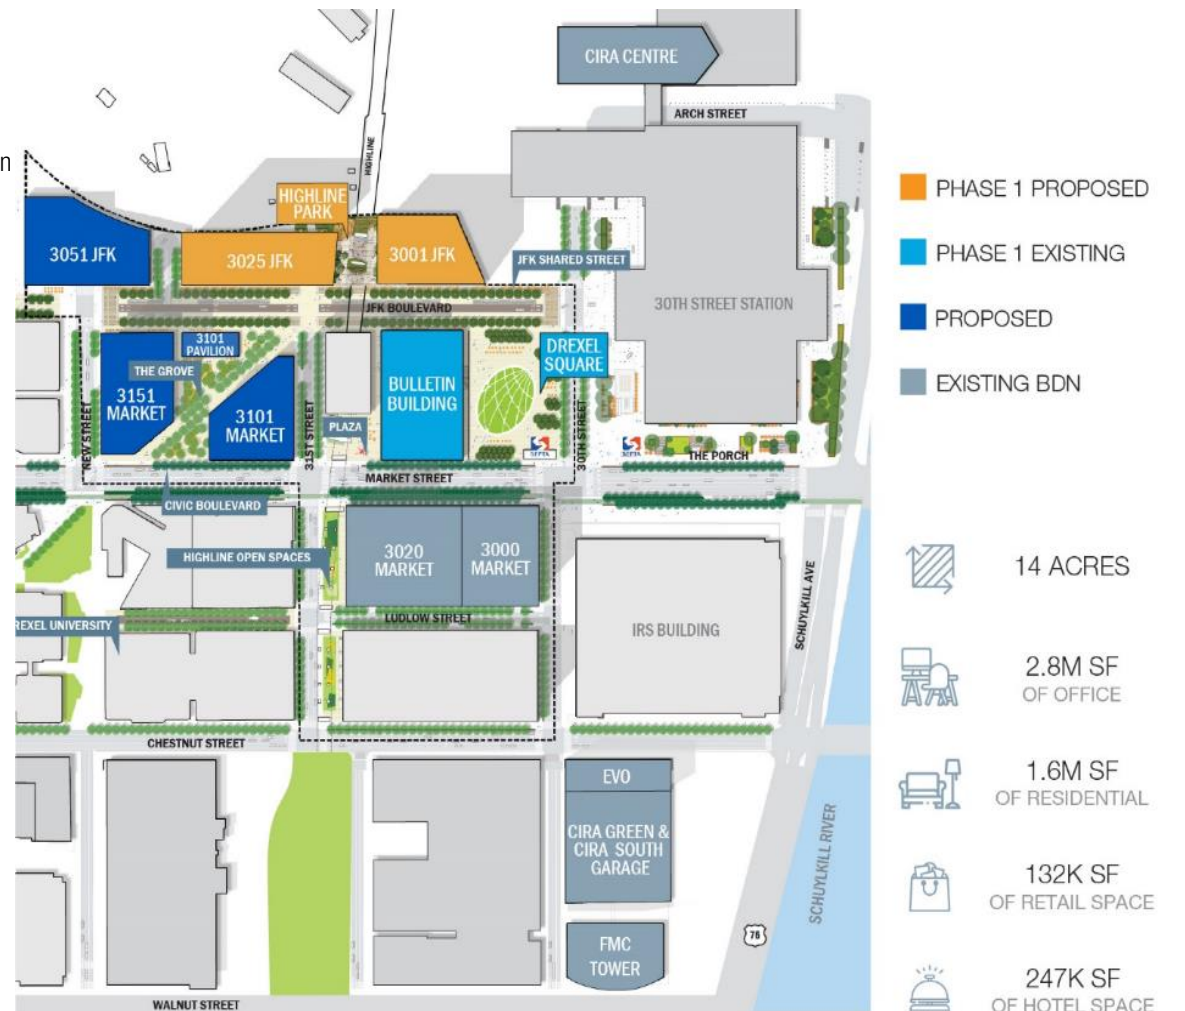 n
CIRA CENTRE
ARCH STREET
HIGHLINE
HIGHLINE
PARK
3051 JFK
3025 JFK
3001 JFK
JFK SHARED STREET
JFK BOULEVARD
30TH STREET STATION
3101
PAVILION
THE GROVE
3151
MARKET
3101
MARKET
NEW STREET
31ST STREET
PLAZA
BULLETIN
BUILDING
DREXEL
SQUARE
30TH STREET
SEPTA
SEPTA
THE PORCH
MARKET STREET
CIVIC BOULEVARD
HIGHLINE OPEN SPACES
3020
MARKET
3000
MARKET
LUDLOW STREET
REXEL UNIVERSITY
IRS BUILDING
SCHUYLKILL AVE
CHESTNUT STREET
EVO
CIRA GREEN &
CIRA SOUTH
GARAGE
FMC
TOWER
76
SCHUYLKILL RIVER
WALNUT STREET
PHASE 1 PROPOSED
PHASE 1 EXISTING
PROPOSED
EXISTING BDN
14 ACRES
2.8M SF
OF OFFICE
1.6M SF
OF RESIDENTIAL
132K SF
OF RETAIL SPACE
247K SF
OF HOTEL SPACE